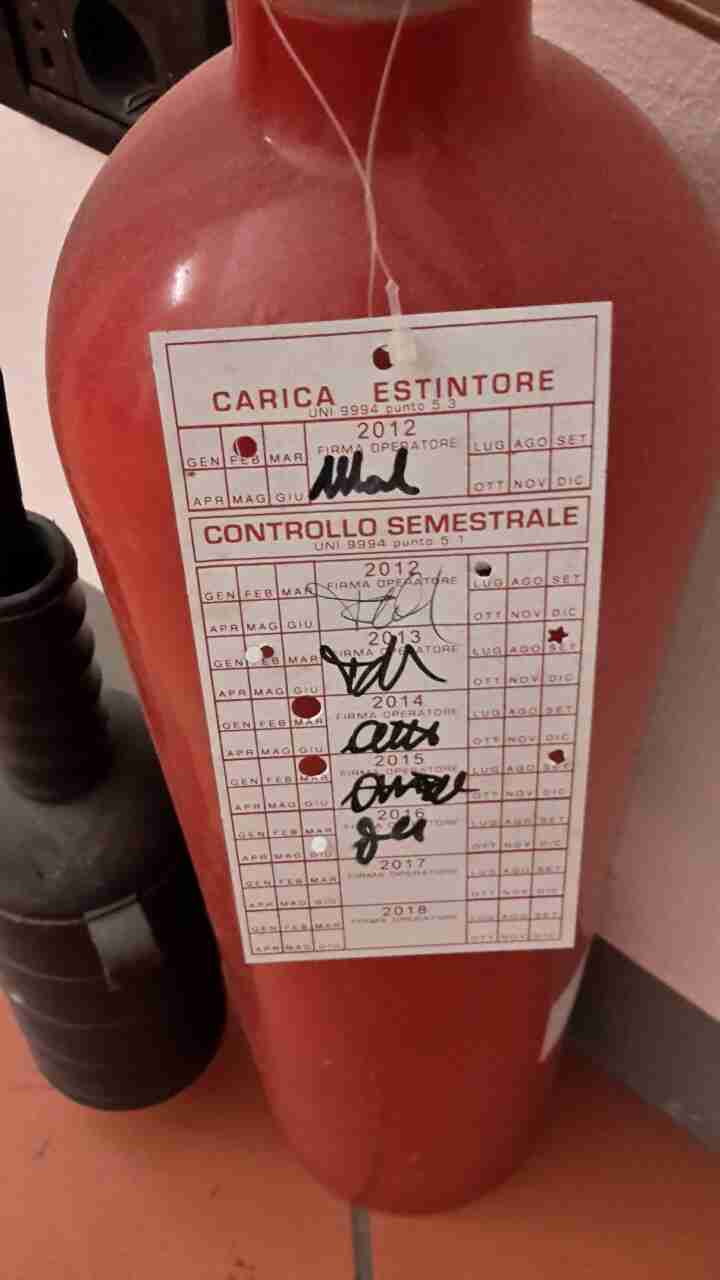 CARICA ESTINTORE
UNI 9994 punto 5.3
2012
GEN FEB MAR FIRMA OPERATORE LUG AGO SET
APR MAG GIU OTT NOV DIC
CONTROLLO SEMESTRALE
UNI 9994 punto 5.1
2012
GEN FEB MAR FIRMA OPERATORE LUG AGO SET
APR MAG GIU OTT NOV DIC
2013
GEN FEB MAR FIRMA OPERATORE LUG AGO SET
APR MAG GIU OTT NOV DIC
2014
GEN FEB MAR FIRMA OPERATORE LUG AGO SET
APR MAG GIU OTT NOV DIC
2015
GEN FEB MAR FIRMA LUG AGO SET
APR MAG GIU OTT NOV DIC
2016
GEN FEB MAR LUG AGO SET
APR MAG GIU OTT NOV DIC
2017
GEN FEB MAR FIRMA OPERATORE LUG AGO SET
APR MAG GIU OTT NOV DIC
2018
GEN FEB MAR FIRMA OPERATORE LUG AGO SET
APR MAG GIU OTT NOV DIC